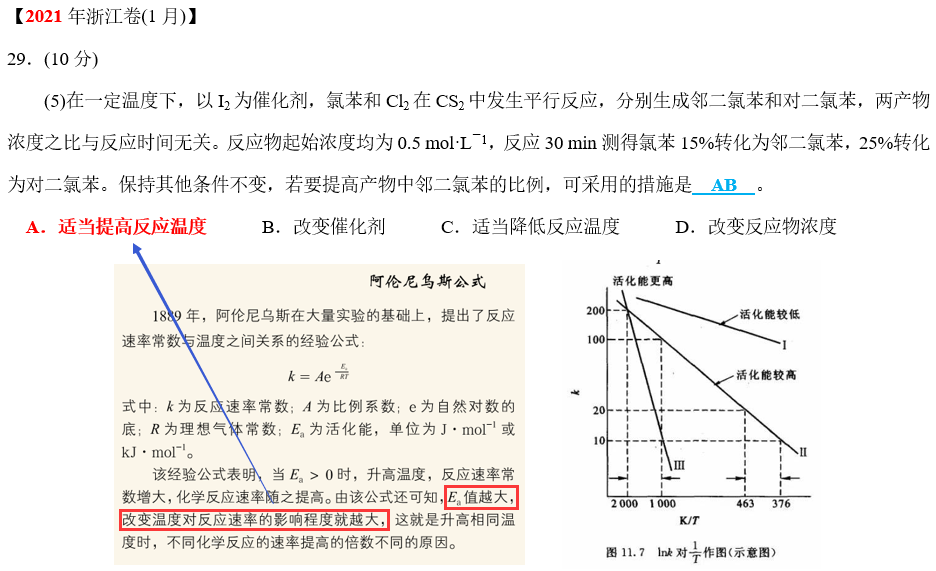 【2021 年浙江卷(1 月)】
29．(10 分)
(5)在一定温度下，以 I₂ 为催化剂，氯苯和 Cl₂ 在 CS₂ 中发生平行反应，分别生成邻二氯苯和对二氯苯，两产物
浓度之比与反应时间无关。反应物起始浓度均为 0.5 mol·L⁻¹，反应 30 min 测得氯苯 15%转化为邻二氯苯，25%转化
为对二氯苯。保持其他条件不变，若要提高产物中邻二氯苯的比例，可采用的措施是 AB 。
A．适当提高反应温度 B．改变催化剂 C．适当降低反应温度 D．改变反应物浓度
阿伦尼乌斯公式
1889 年，阿伦尼乌斯在大量实验的基础上，提出了反应
速率常数与温度之间关系的经验公式：
k = Ae^(-Eₐ/RT)
式中：k 为反应速率常数；A 为比例系数；e 为自然对数的
底；R 为理想气体常数；Eₐ 为活化能，单位为 J·mol⁻¹ 或
kJ·mol⁻¹。
该经验公式表明，当 Eₐ > 0 时，升高温度，反应速率常
数增大，化学反应速率随之提高。由该公式还可知，Eₐ 值越大，
改变温度对反应速率的影响程度就越大，这就是升高相同温
度时，不同化学反应的速率提高的倍数不同的原因。
活化能更高
活化能较低
I
活化能较高
II
III
k
200
100
20
10
2 000 1 000 463 376
K/T
图 11.7 lnk 对 1/T 作图(示意图)